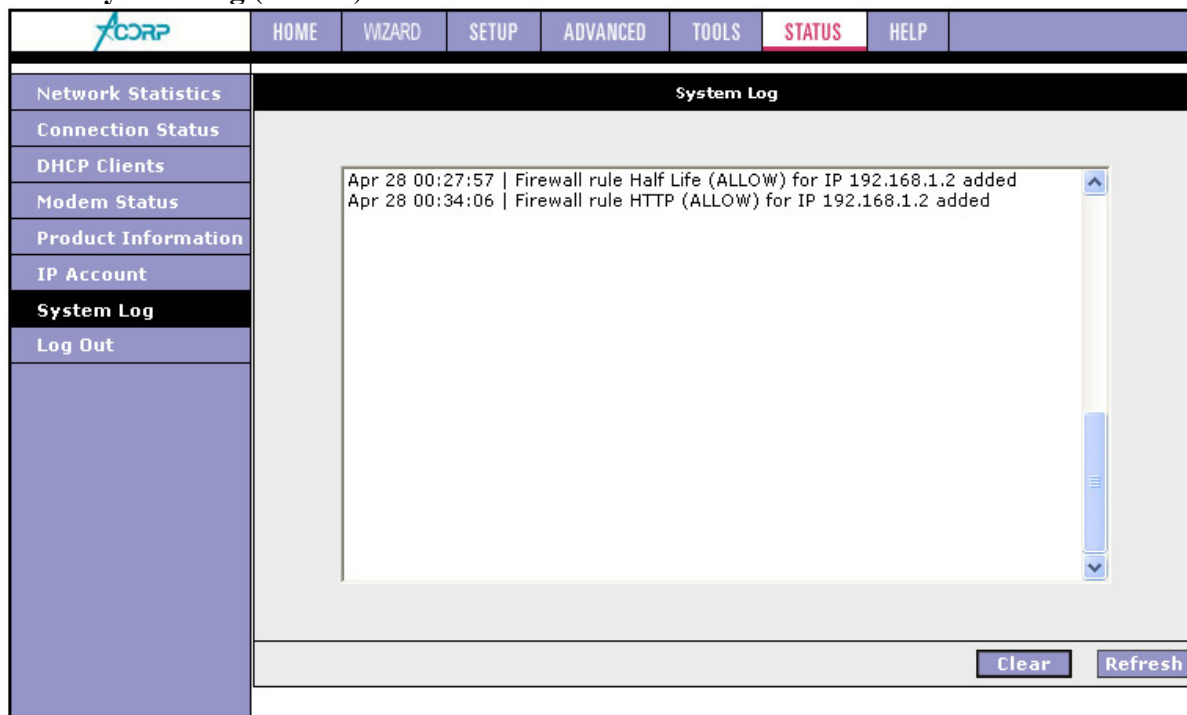 ACORP
HOME WIZARD SETUP ADVANCED TOOLS STATUS HELP
Network Statistics
Connection Status
DHCP Clients
Modem Status
Product Information
IP Account
System Log
Log Out
System Log
Apr 28 00:27:57 | Firewall rule Half Life (ALLOW) for IP 192.168.1.2 added
Apr 28 00:34:06 | Firewall rule HTTP (ALLOW) for IP 192.168.1.2 added
Clear Refresh